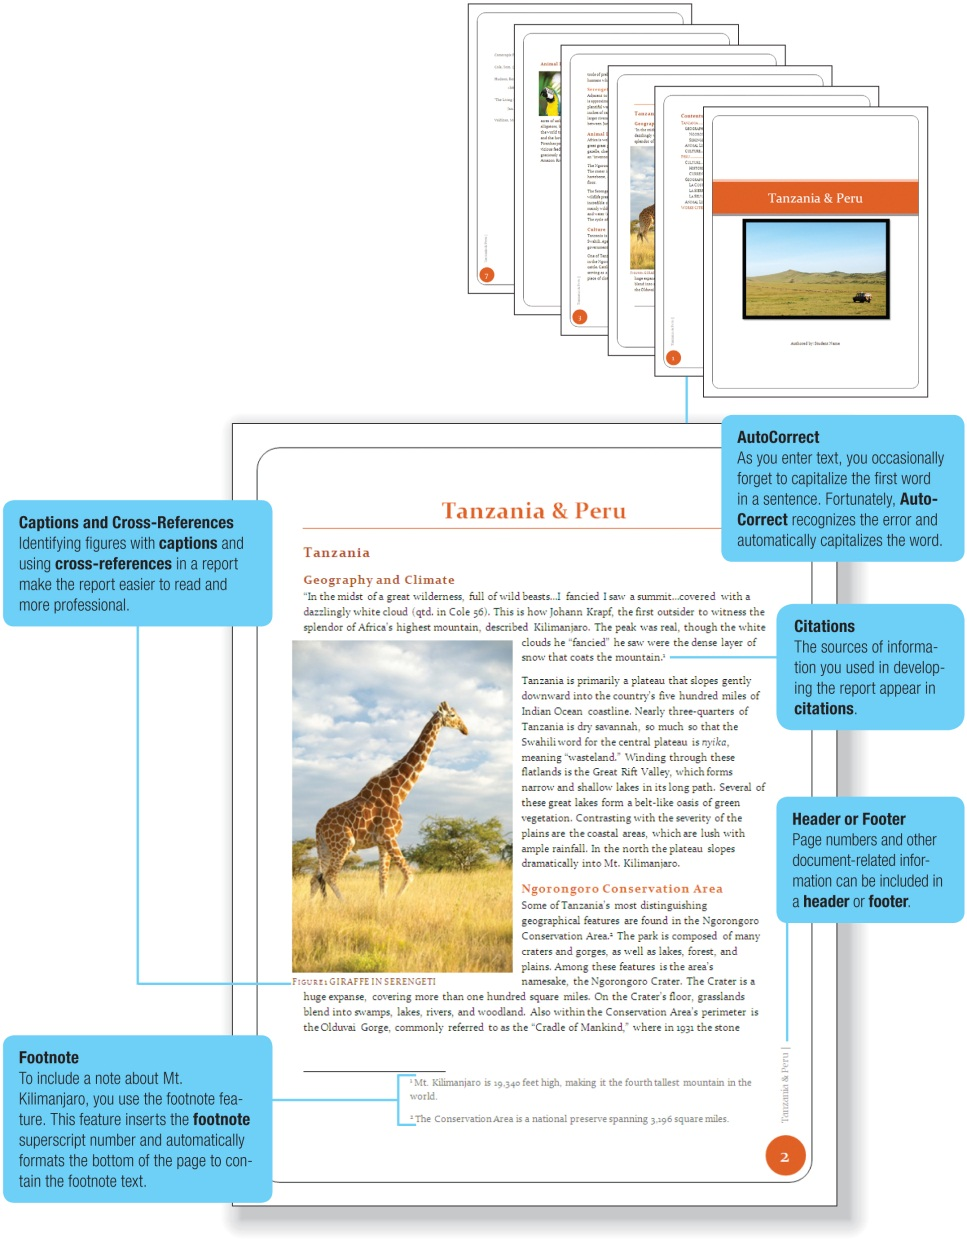 Tanzania & Peru
Authored by: Student Name
7
3
1
Animal
Contents
AutoCorrect
As you enter text, you occasionally
forget to capitalize the first word
in a sentence. Fortunately, Auto-
Correct recognizes the error and
automatically capitalizes the word.
Captions and Cross-References
Identifying figures with captions and
using cross-references in a report
make the report easier to read and
more professional.
Tanzania & Peru
Tanzania
Geography and Climate
“In the midst of a great wilderness, full of wild beasts...I fancied I saw a summit...covered with a
dazzlingly white cloud (qtd. in Cole 56). This is how Johann Krapf, the first outsider to witness the
splendor of Africa's highest mountain, described Kilimanjaro. The peak was real, though the white
clouds he “fancied” he saw were the dense layer of
snow that coats the mountain.¹
Tanzania is primarily a plateau that slopes gently
downward into the country's five hundred miles of
Indian Ocean coastline. Nearly three-quarters of
Tanzania is dry savannah, so much so that the
Swahili word for the central plateau is nyika,
meaning “wasteland.” Winding through these
flatlands is the Great Rift Valley, which forms
narrow and shallow lakes in its long path. Several of
these great lakes form a belt-like oasis of green
vegetation. Contrasting with the severity of the
plains are the coastal areas, which are lush with
ample rainfall. In the north the plateau slopes
dramatically into Mt. Kilimanjaro.
Ngorongoro Conservation Area
Some of Tanzania's most distinguishing
geographical features are found in the Ngorongoro
Conservation Area.² The park is composed of many
craters and gorges, as well as lakes, forest, and
plains. Among these features is the area's
namesake, the Ngorongoro Crater. The Crater is a
FIGURE 1 GIRAFFE IN SERENGETI
huge expanse, covering more than one hundred square miles. On the Crater's floor, grasslands
blend into swamps, lakes, rivers, and woodland. Also within the Conservation Area's perimeter is
the Olduvai Gorge, commonly referred to as the “Cradle of Mankind,” where in 1931 the stone
Citations
The sources of informa-
tion you used in develop-
ing the report appear in
citations.
Header or Footer
Page numbers and other
document-related infor-
mation can be included in
a header or footer.
Footnote
To include a note about Mt.
Kilimanjaro, you use the footnote fea-
ture. This feature inserts the footnote
superscript number and automatically
formats the bottom of the page to con-
tain the footnote text.
¹ Mt. Kilimanjaro is 19,340 feet high, making it the fourth tallest mountain in the
world.
² The Conservation Area is a national preserve spanning 3,196 square miles.
Tanzania & Peru |
2